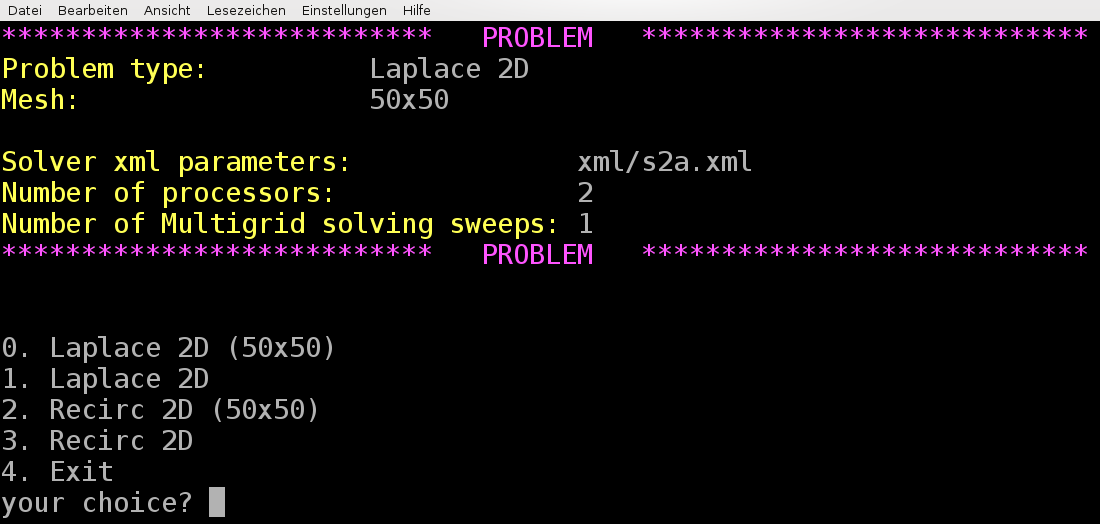 Datei Bearbeiten Ansicht Lesezeichen Einstellungen Hilfe
*************************** PROBLEM ****************************
Problem type: Laplace 2D
Mesh: 50x50
Solver xml parameters: xml/s2a.xml
Number of processors: 2
Number of Multigrid solving sweeps: 1
*************************** PROBLEM ****************************
0. Laplace 2D (50x50)
1. Laplace 2D
2. Recirc 2D (50x50)
3. Recirc 2D
4. Exit
your choice?